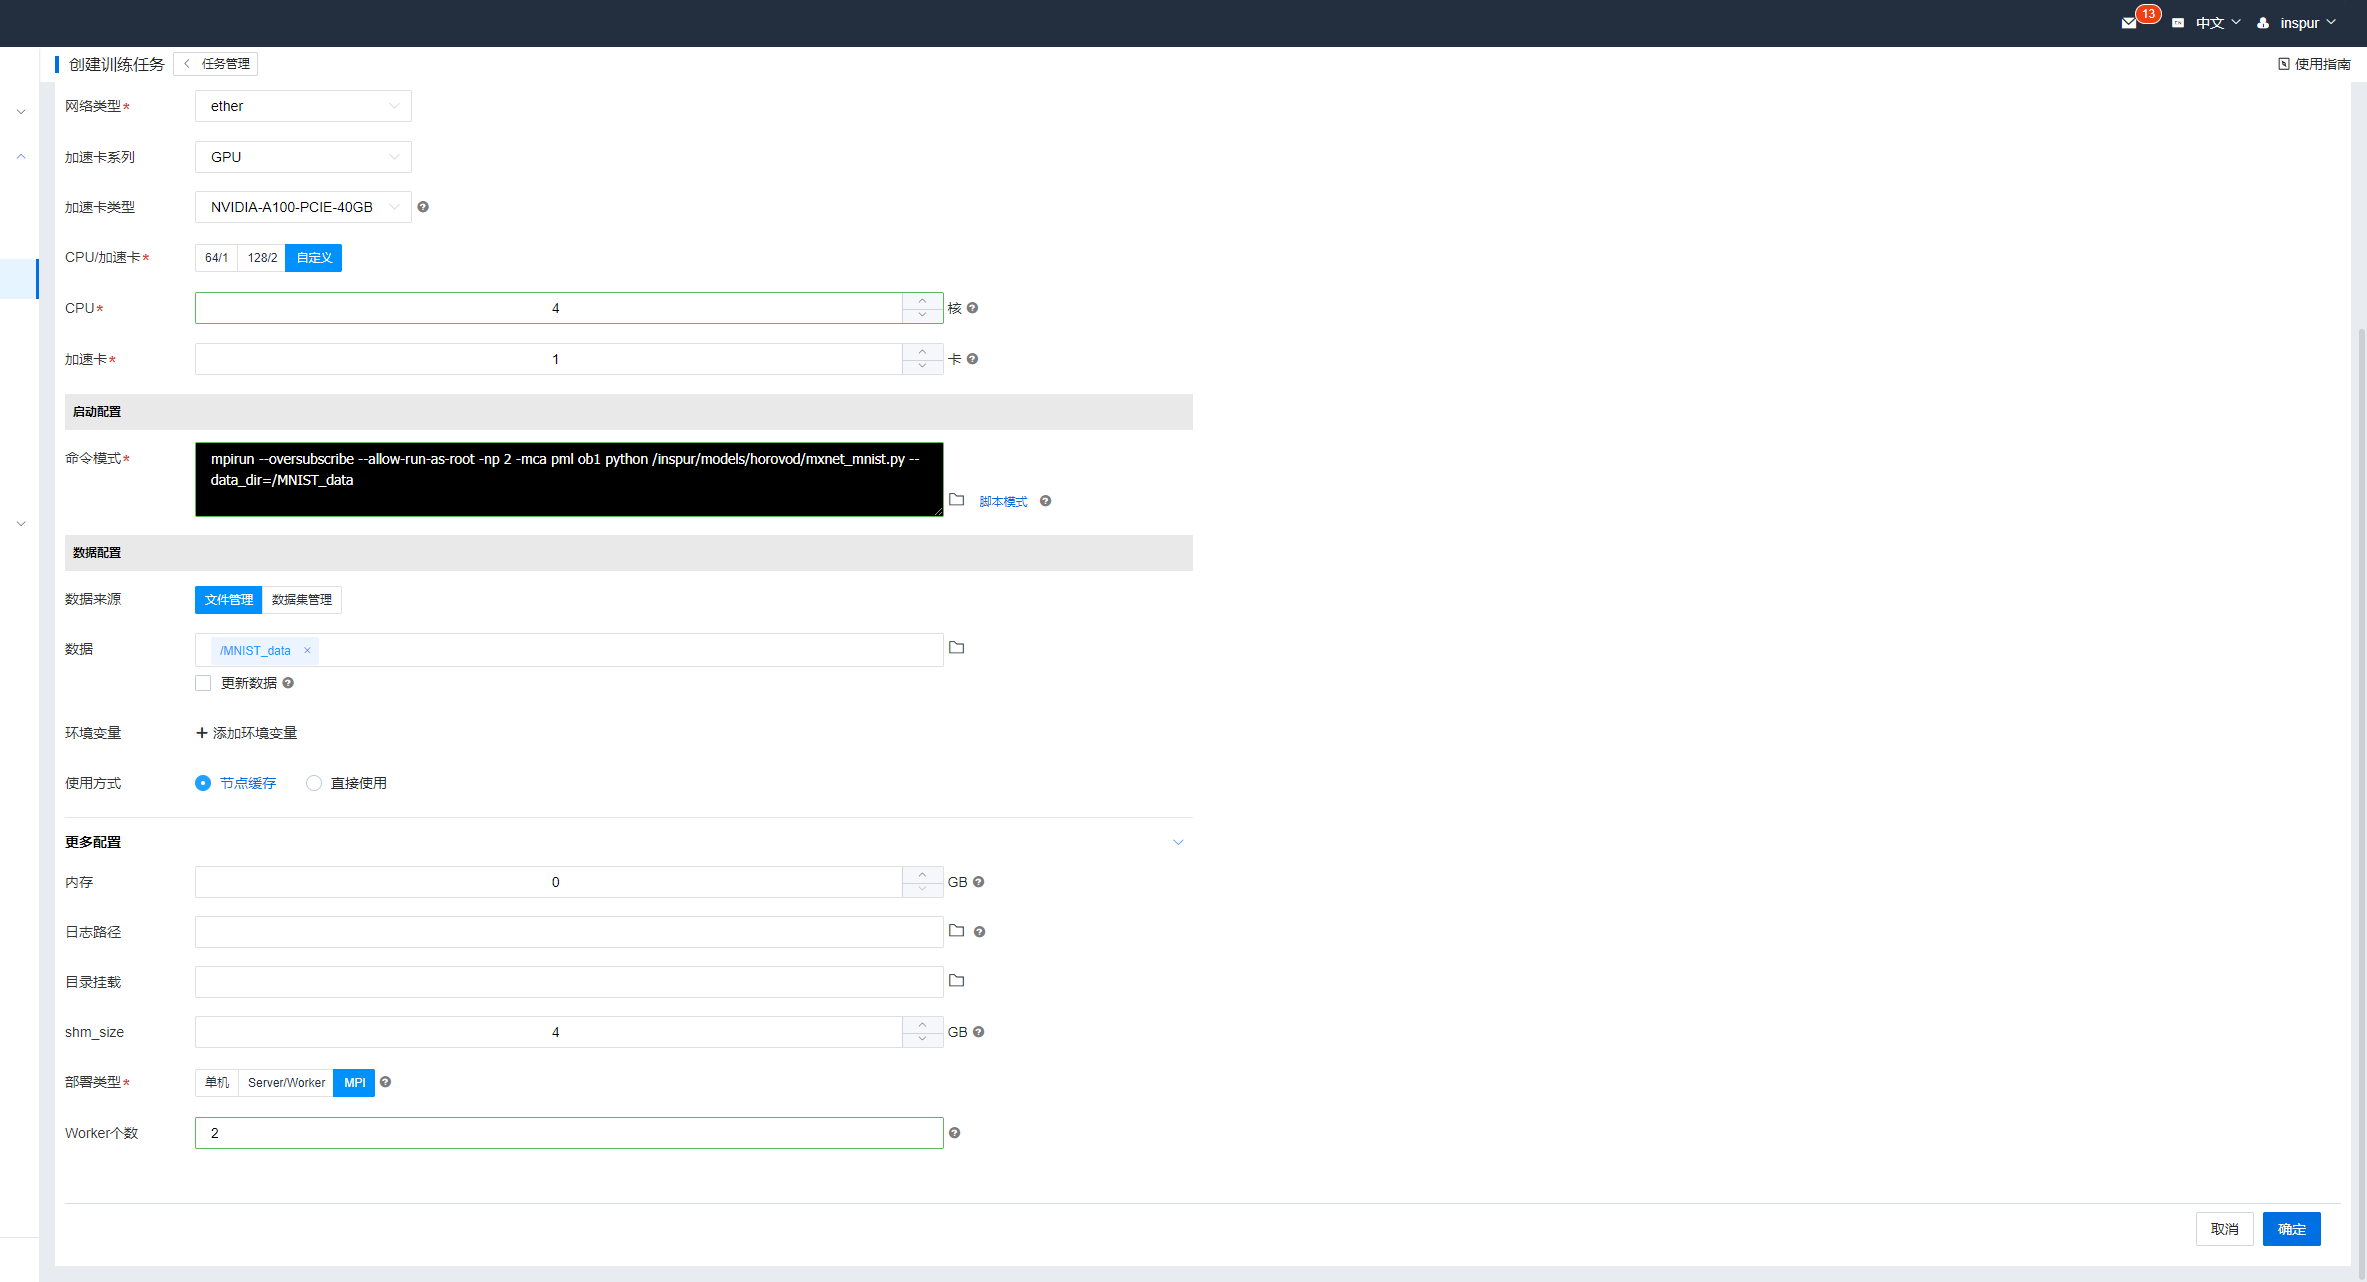 13
中文
inspur
创建训练任务
任务管理
使用指南
网络类型*
ether
加速卡系列
GPU
加速卡类型
NVIDIA-A100-PCIE-40GB
CPU/加速卡*
64/1
128/2
自定义
CPU*
4
核
加速卡*
1
卡
启动配置
命令模式*
mpirun --oversubscribe --allow-run-as-root -np 2 -mca pml ob1 python /inspur/models/horovod/mxnet_mnist.py --
data_dir=/MNIST_data
脚本模式
数据配置
数据来源
文件管理
数据集管理
数据
/MNIST_data ×
更新数据
环境变量
+ 添加环境变量
使用方式
节点缓存
直接使用
更多配置
内存
0
GB
日志路径
目录挂载
shm_size
4
GB
部署类型*
单机
Server/Worker
MPI
Worker个数
2
取消
确定